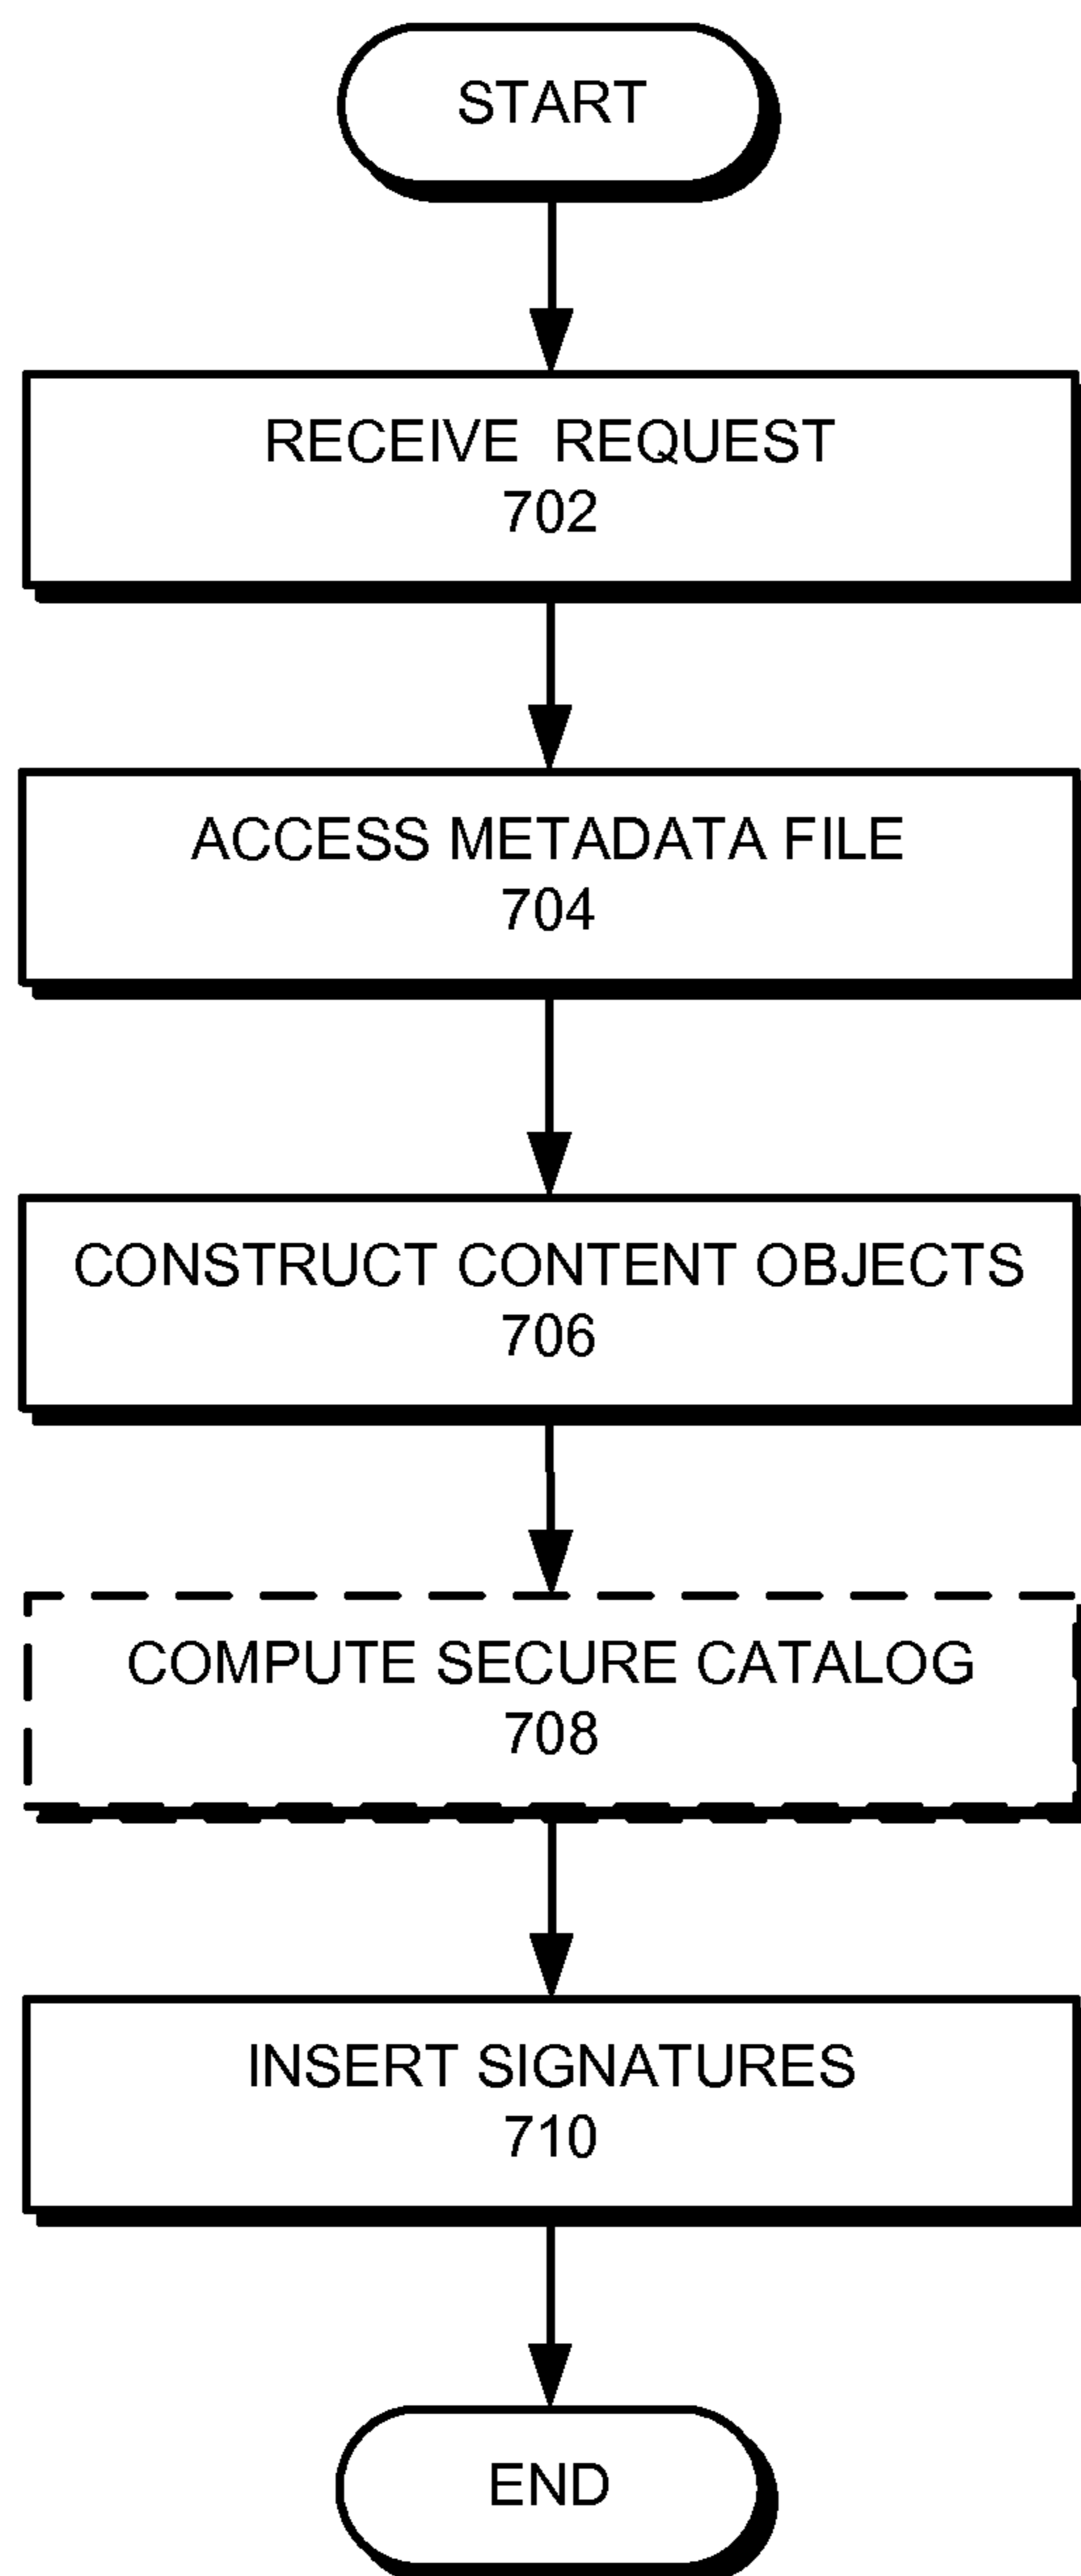 START
RECEIVE REQUEST
702
ACCESS METADATA FILE
704
CONSTRUCT CONTENT OBJECTS
706
COMPUTE SECURE CATALOG
708
INSERT SIGNATURES
710
END